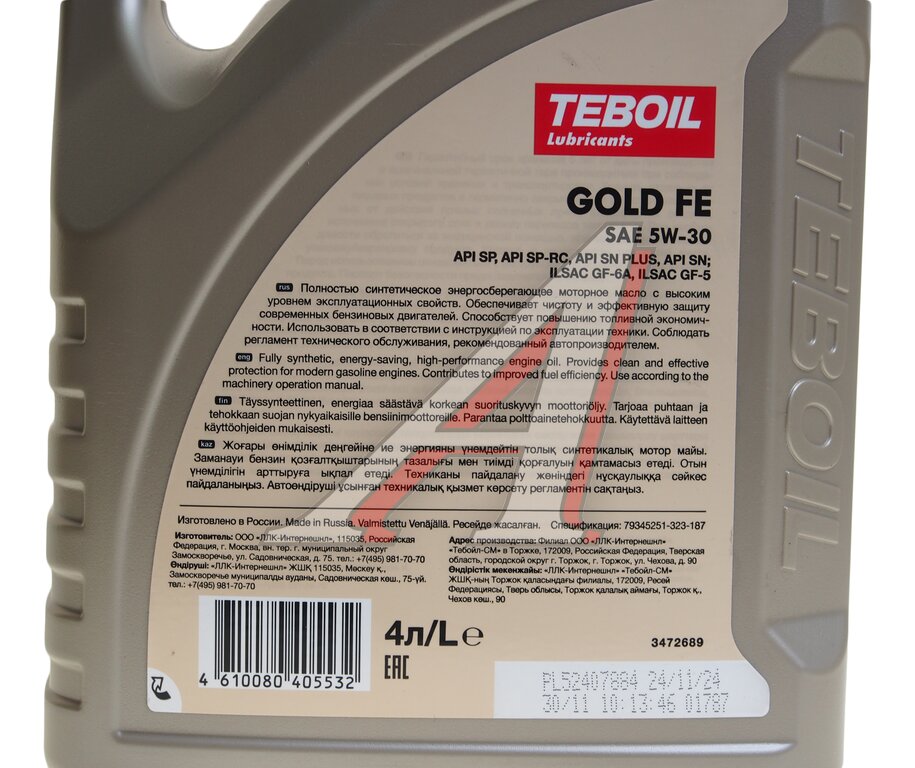 TEBOIL
Lubricants
TEBOIL
GOLD FE
SAE 5W-30
API SP, API SP-RC, API SN PLUS, API SN;
ILSAC GF-6A, ILSAC GF-5
rus Полностью синтетическое энергосберегающее моторное масло с высоким
уровнем эксплуатационных свойств. Обеспечивает чистоту и эффективную защиту
современных бензиновых двигателей. Способствует повышению топливной экономич-
ности. Использовать в соответствии с инструкцией по эксплуатации техники. Соблюдать
регламент технического обслуживания, рекомендованный автопроизводителем.
eng Fully synthetic, energy-saving, high-performance engine oil. Provides clean and effective
protection for modern gasoline engines. Contributes to improved fuel efficiency. Use according to the
machinery operation manual.
fin Täyssynteettinen, energiaa säästävä korkean suorituskyvyn moottoriöljy. Tarjoaa puhtaan ja
tehokkaan suojan nykyaikaisille bensiinimoottoreille. Parantaa polttoainetehokkuutta. Käytettävä laitteen
käyttöohjeiden mukaisesti.
kaz Жоғары өнімділік деңгейіне ие энергияны үнемдейтін толық синтетикалық мотор майы.
Заманауи бензин қозғалтқыштарының тазалығы мен тиімді қорғалуын қамтамасыз етеді. Отын
үнемділігін арттыруға ықпал етеді. Техниканы пайдалану жөніндегі нұсқаулыққа сәйкес
пайдаланыңыз. Автоөндіруші ұсынған техникалық қызмет көрсету регламентін сақтаңыз.
Изготовлено в России. Made in Russia. Valmistettu Venäjällä. Ресейде жасалған. Спецификация: 79345251-323-187
Изготовитель: ООО «ЛЛК-Интернешнл», 115035, Российская
Федерация, г. Москва, вн. тер. г. муниципальный округ
Замоскворечье, ул. Садовническая, д. 75. тел.: +7(495) 981-70-70
Өндіруші: «ЛЛК-Интернешнл» ЖШҚ 115035, Мәскеу қ.,
Замоскворечье муниципалды ауданы, Садовническая көш., 75-үй.
тел.: +7(495) 981-70-70
Адрес производства: Филиал ООО «ЛЛК-Интернешнл»
«Тебойл-СМ» в Торжке, 172009, Российская Федерация, Тверская
область, городской округ г. Торжок, г. Торжок, ул. Чехова, д. 90
Өндірістің мекенжайы: «ЛЛК-Интернешнл» «Тебойл-СМ»
ЖШҚ-ның Торжок қаласындағы филиалы, 172009, Ресей
Федерациясы, Тверь облысы, Торжок қалалық аймағы, Торжок қ.,
Чехов көш., 90
4 610080 405532
4л/L e
EAC
3472689
PL52407884 24/11/24
30/11 10:13:46 01787